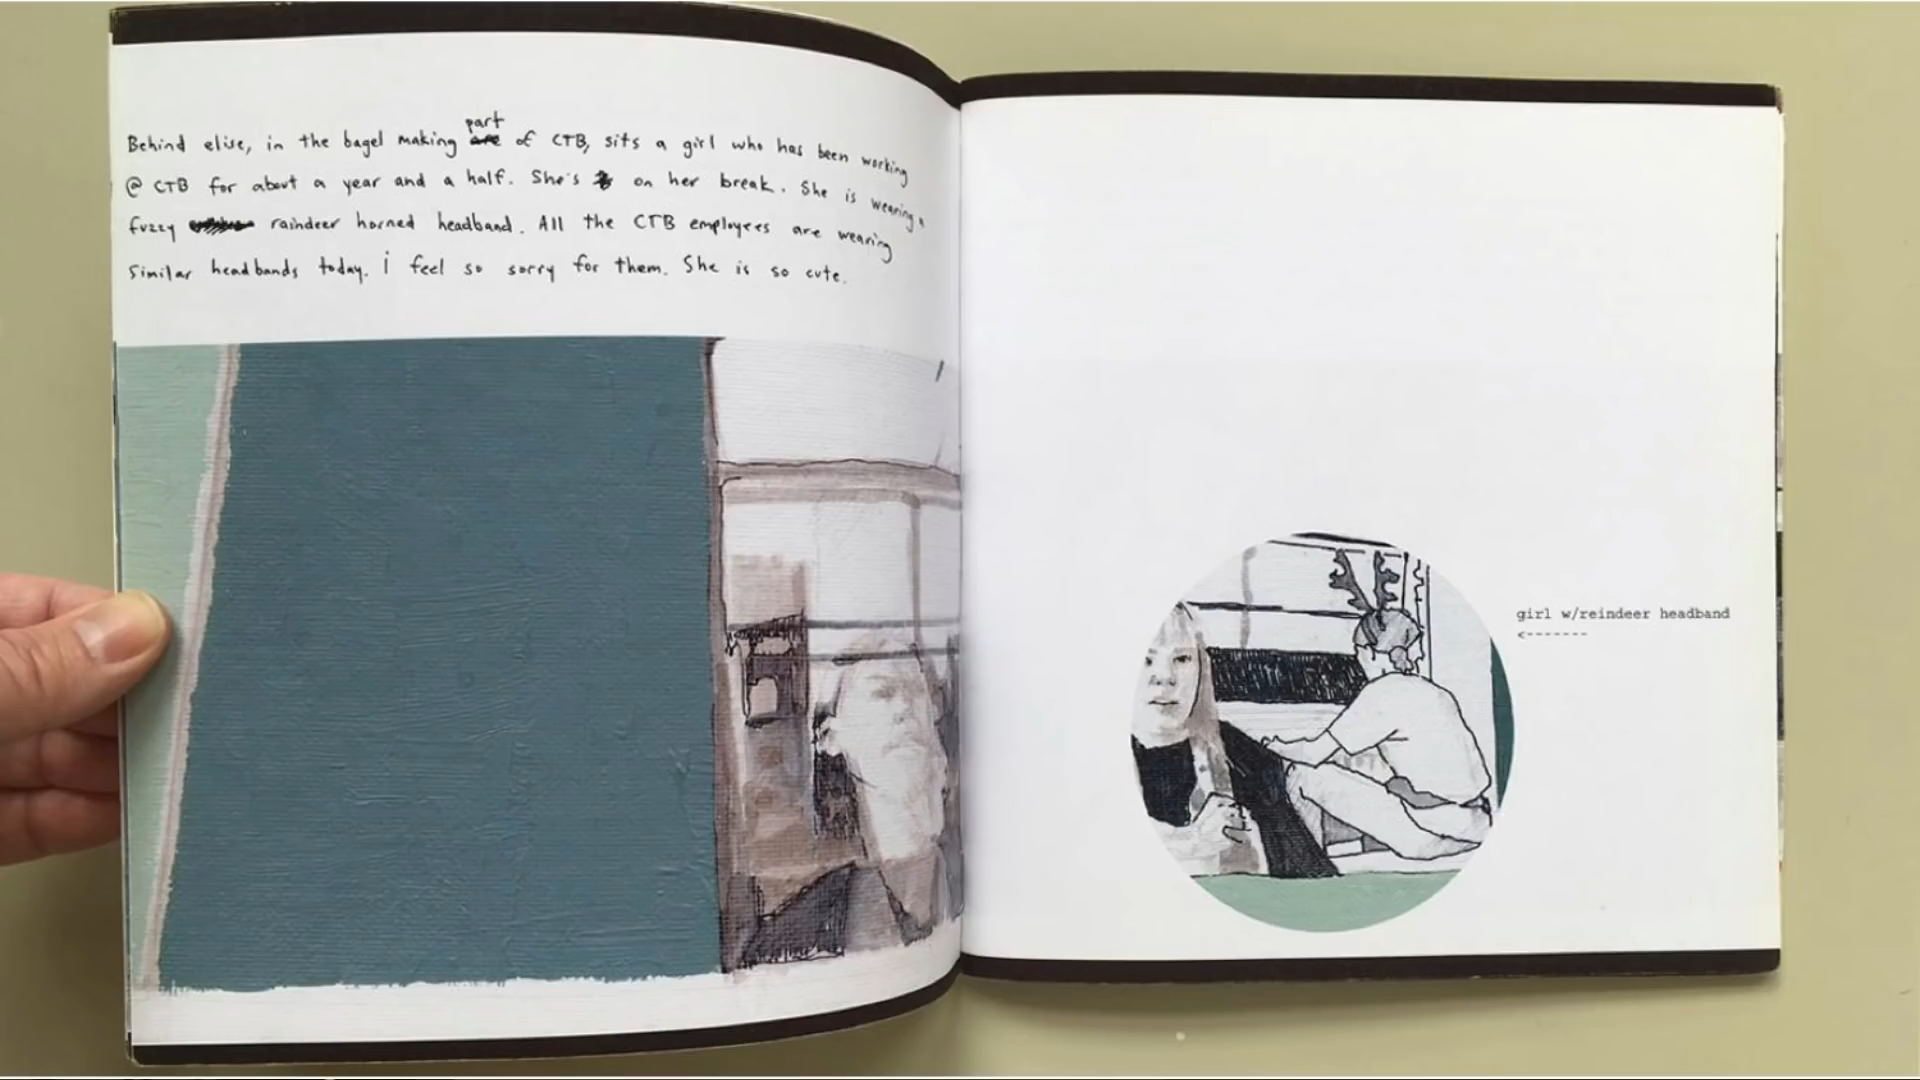 Behind elise, in the bagel making part of CTB, sits a girl who has been working
@ CTB for about a year and a half. She's on her break. She is wearing a
fuzzy raindeer horned headband. All the CTB employees are wearing
similar headbands today. i feel so sorry for them. She is so cute.
girl w/reindeer headband
<-------